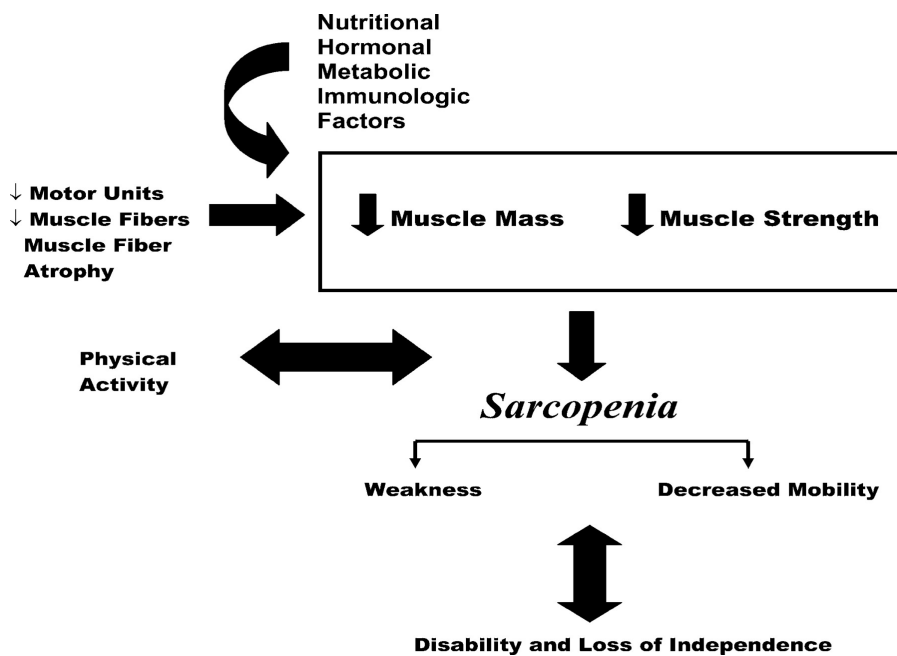 Nutritional
Hormonal
Metabolic
Immunologic
Factors
↓ Motor Units
↓ Muscle Fibers
Muscle Fiber
Atrophy
Muscle Mass
Muscle Strength
Physical
Activity
Sarcopenia
Weakness
Decreased Mobility
Disability and Loss of Independence